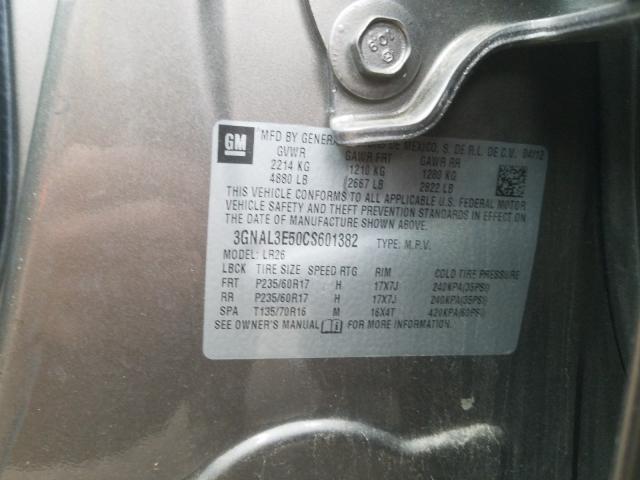 GM
MFD BY GENERA DE MEXICO, S. DE R.L. DE C.V. 04/12
GVWR GAWR FRT GAWR RR
2214 KG 1210 KG 1280 KG
4880 LB 2667 LB 2822 LB
THIS VEHICLE CONFORMS TO ALL APPLICABLE U.S. FEDERAL MOTOR
VEHICLE SAFETY AND THEFT PREVENTION STANDARDS IN EFFECT ON
THE DATE OF MANUFACTURE SHOWN ABOVE.
3GNAL3E50CS601382 TYPE: M.P.V.
MODEL: LR26
LBCK TIRE SIZE SPEED RTG RIM COLD TIRE PRESSURE
FRT P235/60R17 H 17X7J 240KPA(35PSI)
RR P235/60R17 H 17X7J 240KPA(35PSI)
SPA T135/70R16 M 16X4T 420KPA(60PSI)
SEE OWNER'S MANUAL FOR MORE INFORMATION.